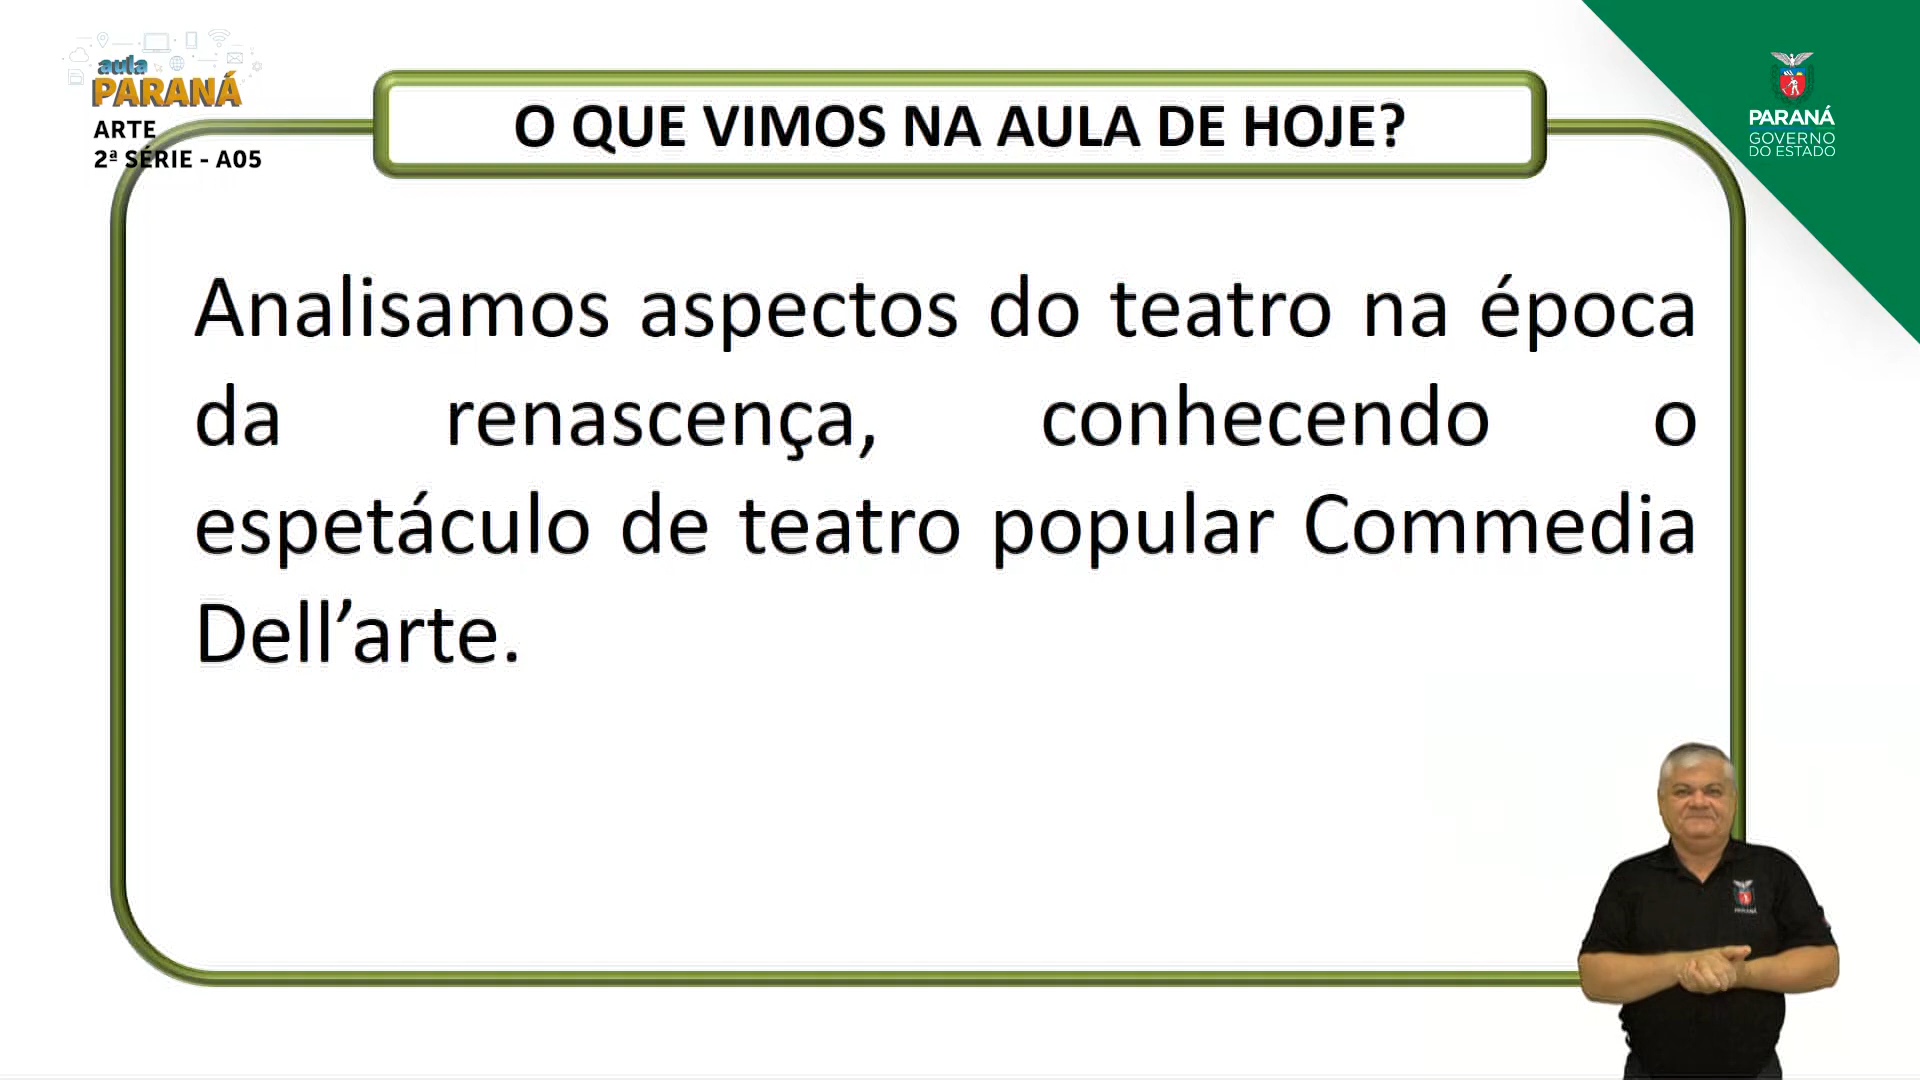 aula
PARANÁ
ARTE
2ª SÉRIE - A05
O QUE VIMOS NA AULA DE HOJE?
PARANÁ
GOVERNO
DO ESTADO
Analisamos aspectos do teatro na época
da renascença, conhecendo o
espetáculo de teatro popular Commedia
Dell’arte.
PARANÁ